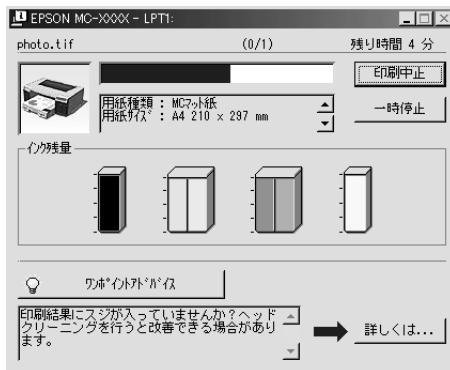 EPSON MC-XXXX - LPT1:
photo.tif (0/1) 残り時間 4 分
印刷中止
用紙種類 : MCﾏｯﾄ紙
用紙ｻｲｽﾞ : A4 210 × 297 mm
一時停止
ｲﾝｸ残量
ﾜﾝﾎﾟｲﾝﾄｱﾄﾞﾊﾞｲｽ
印刷結果にスジが入っていませんか？ヘッド
クリーニングを行うと改善できる場合があり
ます。
詳しくは...